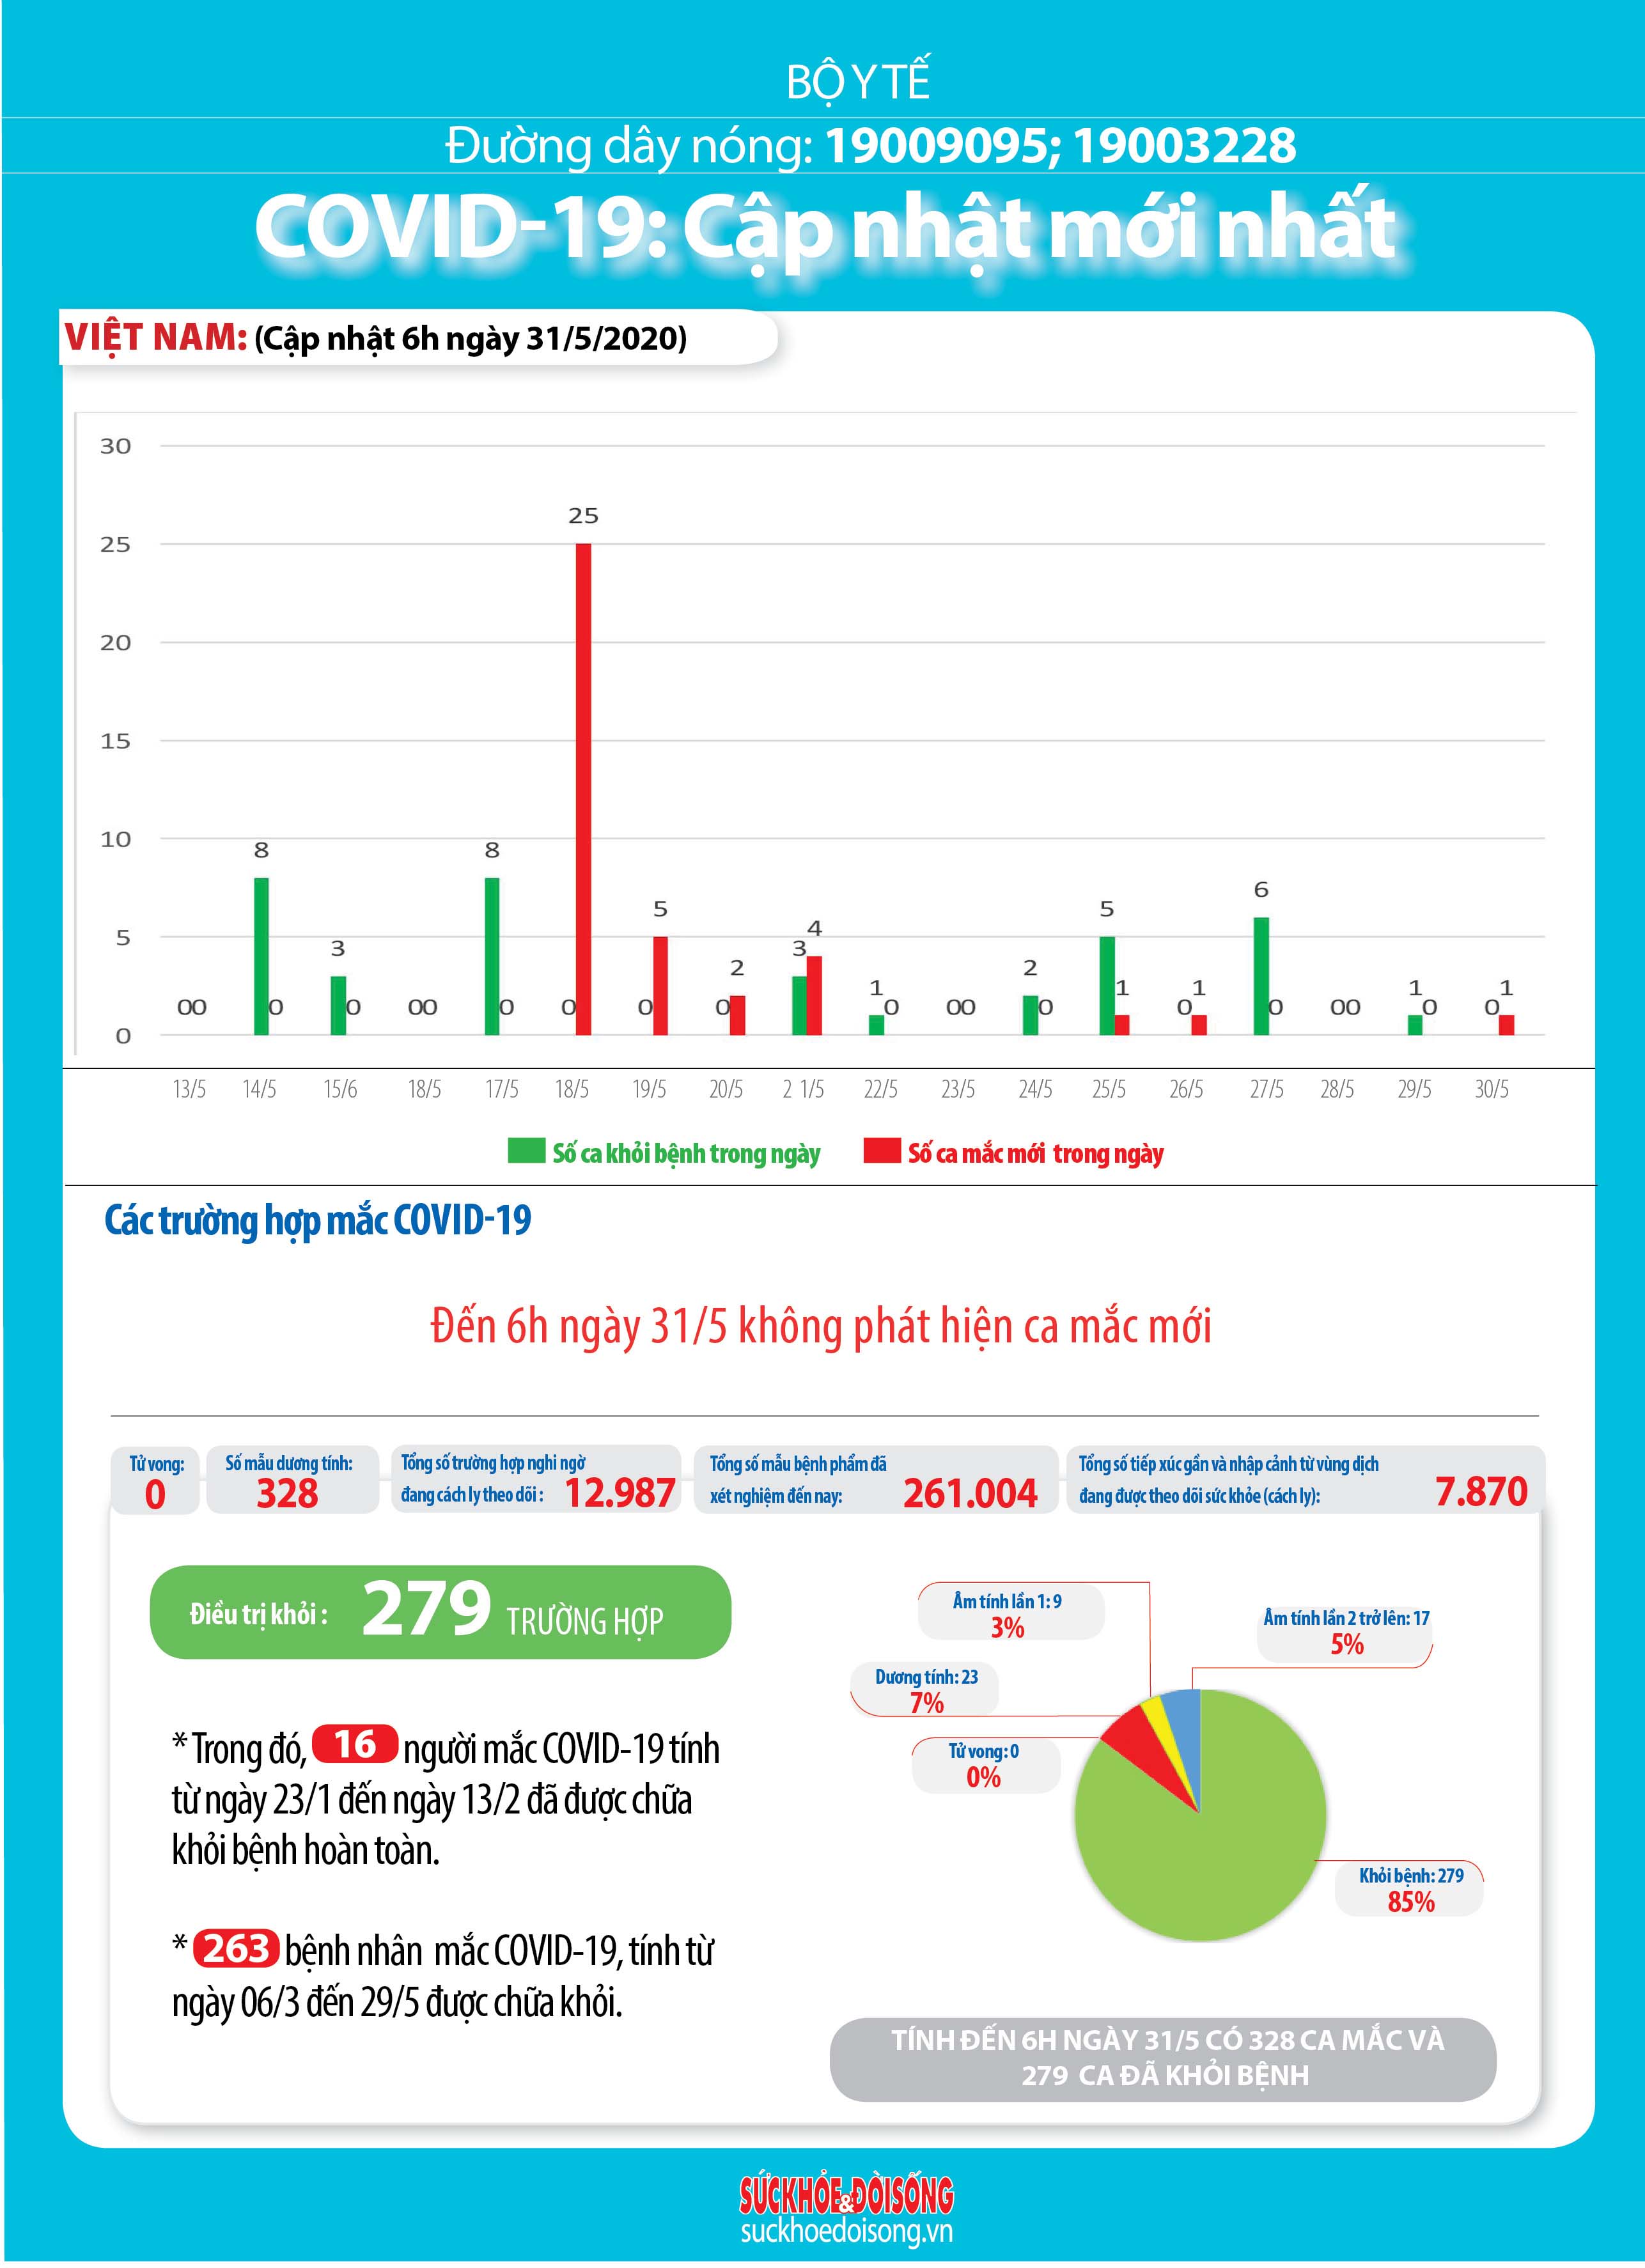 BỘ Y TẾ
Đường dây nóng: 19009095; 19003228
COVID-19: Cập nhật mới nhất
VIỆT NAM: (Cập nhật 6h ngày 31/5/2020)
30
25
20
15
10
5
0
0 0
8 0
3 0
0 0
8 0
0 25
0 5
0 2
3 4
1 0
0 0
2 0
5 1
0 1
6 0
0 0
1 0
0 1
13/5 14/5 15/6 18/5 17/5 18/5 19/5 20/5 2 1/5 22/5 23/5 24/5 25/5 26/5 27/5 28/5 29/5 30/5
Số ca khỏi bệnh trong ngày Số ca mắc mới trong ngày
Các trường hợp mắc COVID-19
Đến 6h ngày 31/5 không phát hiện ca mắc mới
Tử vong:
0
Số mẫu dương tính:
328
Tổng số trường hợp nghi ngờ
đang cách ly theo dõi : 12.987
Tổng số mẫu bệnh phẩm đã
xét nghiệm đến nay: 261.004
Tổng số tiếp xúc gần và nhập cảnh từ vùng dịch
đang được theo dõi sức khỏe (cách ly): 7.870
Điều trị khỏi : 279 TRƯỜNG HỢP
* Trong đó, 16 người mắc COVID-19 tính
từ ngày 23/1 đến ngày 13/2 đã được chữa
khỏi bệnh hoàn toàn.
* 263 bệnh nhân mắc COVID-19, tính từ
ngày 06/3 đến 29/5 được chữa khỏi.
Âm tính lần 1: 9
3%
Âm tính lần 2 trở lên: 17
5%
Dương tính: 23
7%
Tử vong: 0
0%
Khỏi bệnh: 279
85%
TÍNH ĐẾN 6H NGÀY 31/5 CÓ 328 CA MẮC VÀ
279 CA ĐÃ KHỎI BỆNH
SỨC KHỎE & ĐỜI SỐNG
suckhoedoisong.vn